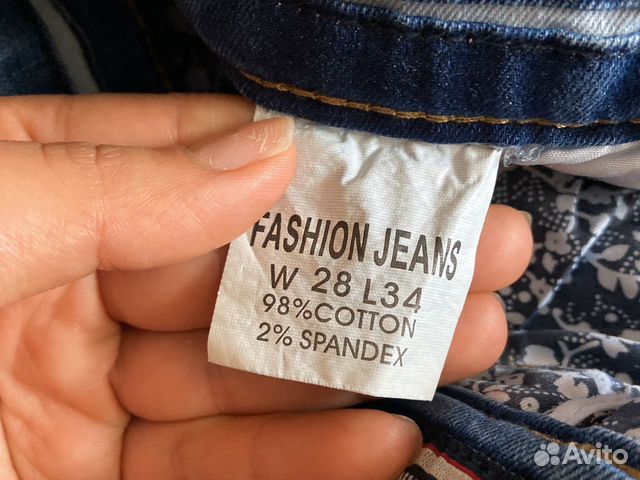 FASHION JEANS
W 28 L34
98%COTTON
2% SPANDEX
Avito